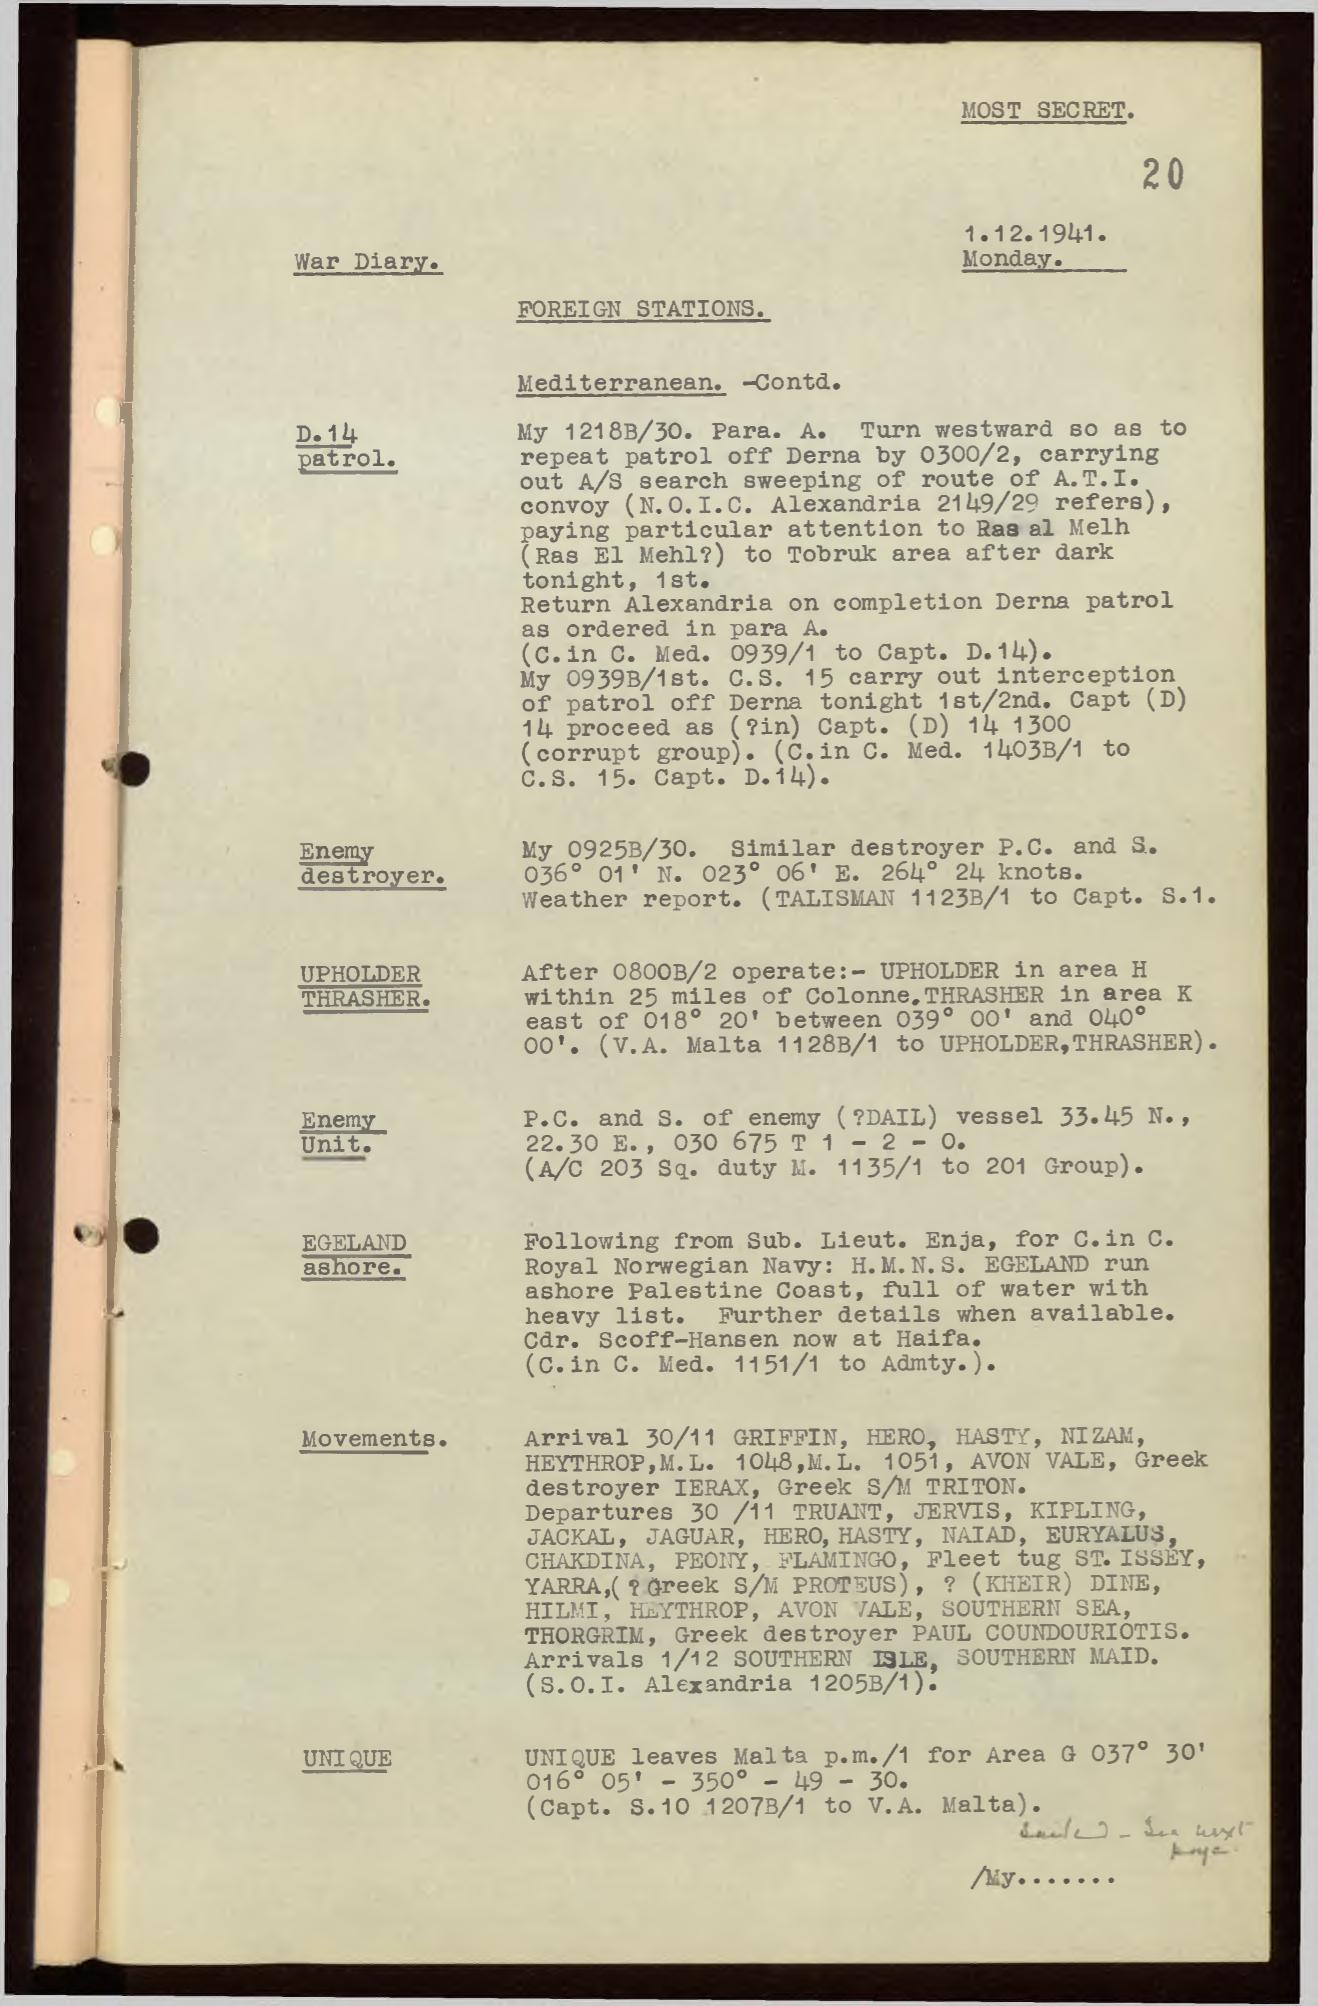 MOST SECRET.
20
1.12.1941.
War Diary.
Monday.
FOREIGN STATIONS.
Mediterranean. -Contd.
D.14
patrol.
My 1218B/30. Para. A. Turn westward so as to
repeat patrol off Derna by 0300/2, carrying
out A/S search sweeping of route of A.T.I.
convoy (N.O.I.C. Alexandria 2149/29 refers),
paying particular attention to Ras al Melh
(Ras El Mehl?) to Tobruk area after dark
tonight, 1st.
Return Alexandria on completion Derna patrol
as ordered in para A.
(C.in C. Med. 0939/1 to Capt. D.14).
My 0939B/1st. C.S. 15 carry out interception
of patrol off Derna tonight 1st/2nd. Capt (D)
14 proceed as (?in) Capt. (D) 14 1300
(corrupt group). (C.in C. Med. 1403B/1 to
C.S. 15. Capt. D.14).
Enemy
destroyer.
My 0925B/30. Similar destroyer P.C. and S.
036° 01' N. 023° 06' E. 264° 24 knots.
Weather report. (TALISMAN 1123B/1 to Capt. S.1.
UPHOLDER
THRASHER.
After 0800B/2 operate:- UPHOLDER in area H
within 25 miles of Colonne.THRASHER in area K
east of 018° 20' between 039° 00' and 040°
00'. (V.A. Malta 1128B/1 to UPHOLDER,THRASHER).
Enemy
Unit.
P.C. and S. of enemy (?DAIL) vessel 33.45 N.,
22.30 E., 030 675 T 1 - 2 - 0.
(A/C 203 Sq. duty M. 1135/1 to 201 Group).
EGELAND
ashore.
Following from Sub. Lieut. Enja, for C.in C.
Royal Norwegian Navy: H.M.N.S. EGELAND run
ashore Palestine Coast, full of water with
heavy list. Further details when available.
Cdr. Scoff-Hansen now at Haifa.
(C.in C. Med. 1151/1 to Admty.).
Movements.
Arrival 30/11 GRIFFIN, HERO, HASTY, NIZAM,
HEYTHROP,M.L. 1048,M.L. 1051, AVON VALE, Greek
destroyer IERAX, Greek S/M TRITON.
Departures 30 /11 TRUANT, JERVIS, KIPLING,
JACKAL, JAGUAR, HERO, HASTY, NAIAD, EURYALUS,
CHAKDINA, PEONY, FLAMINGO, Fleet tug ST. ISSEY,
YARRA,(?Greek S/M PROTEUS), ? (KHEIR) DINE,
HILMI, HEYTHROP, AVON VALE, SOUTHERN SEA,
THORGRIM, Greek destroyer PAUL COUNDOURIOTIS.
Arrivals 1/12 SOUTHERN ISLE, SOUTHERN MAID.
(S.O.I. Alexandria 1205B/1).
UNIQUE
UNIQUE leaves Malta p.m./1 for Area G 037° 30'
016° 05' - 350° - 49 - 30.
(Capt. S.10 1207B/1 to V.A. Malta).
- See next
page.
/My.......